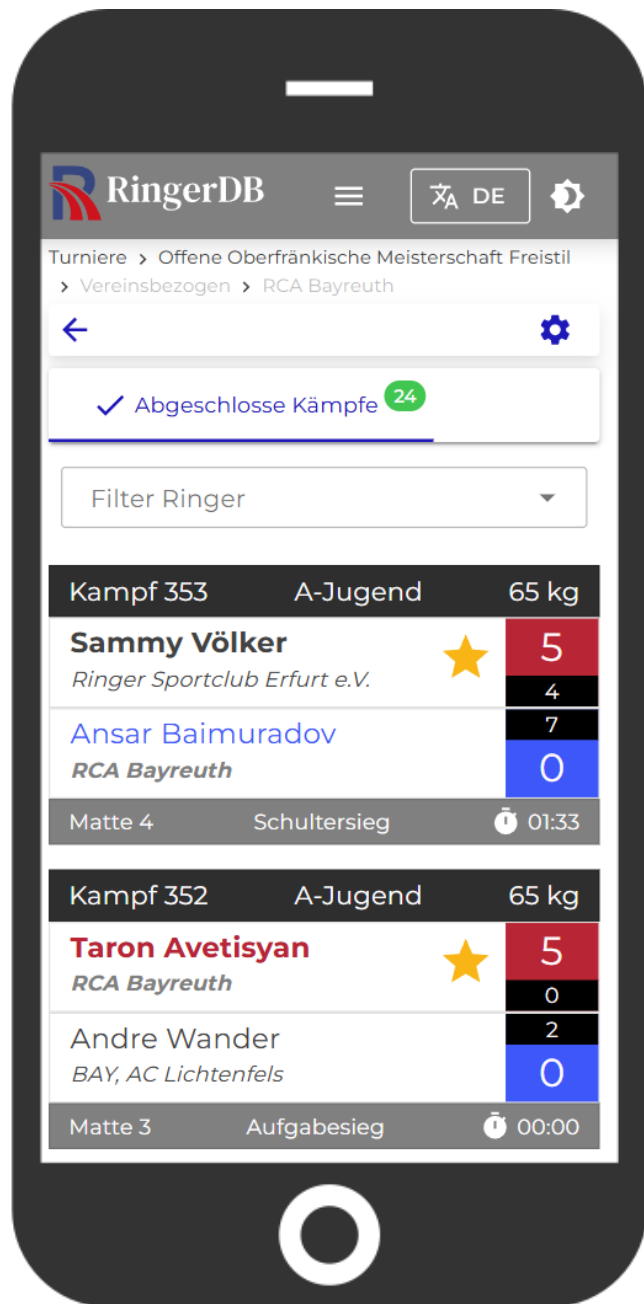 RingerDB DE
Turniere > Offene Oberfränkische Meisterschaft Freistil
> Vereinsbezogen > RCA Bayreuth
Abgeschlosse Kämpfe 24
Filter Ringer
Kampf 353 A-Jugend 65 kg
Sammy Völker 5
Ringer Sportclub Erfurt e.V. 4
Ansar Baimuradov 7
RCA Bayreuth 0
Matte 4 Schultersieg 01:33
Kampf 352 A-Jugend 65 kg
Taron Avetisyan 5
RCA Bayreuth 0
Andre Wander 2
BAY, AC Lichtenfels 0
Matte 3 Aufgabesieg 00:00